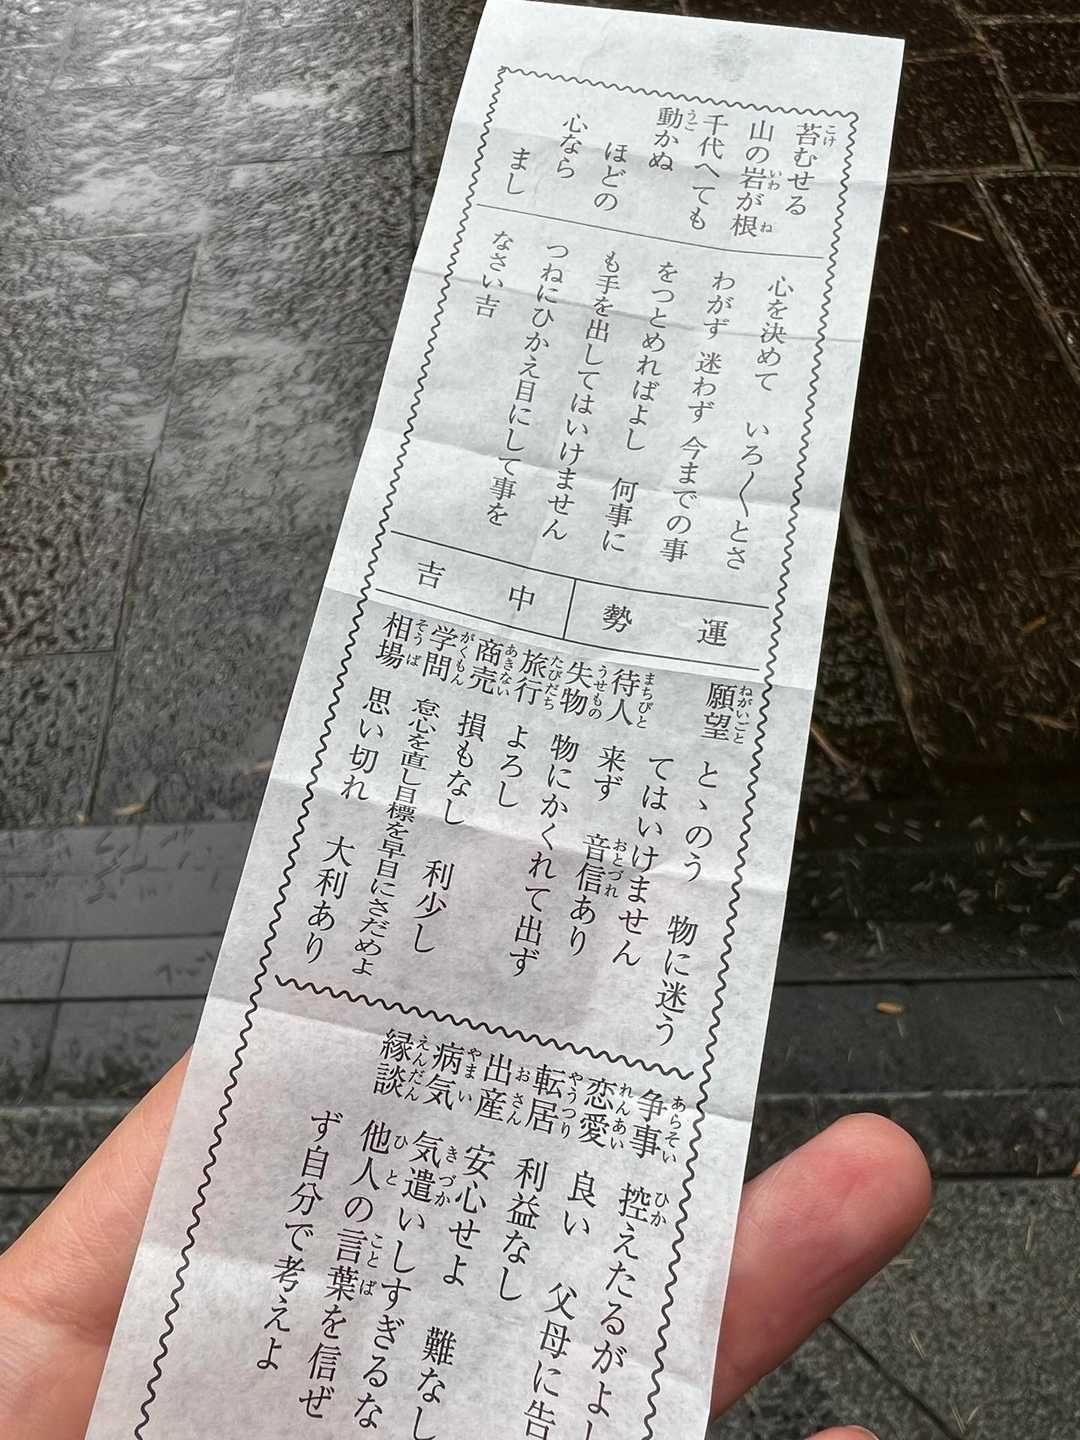 苔むせる
山の岩が根
千代へても
動かぬ
ほどの
心なら
まし
心を決めて いろ〳〵とさ
わがず 迷わず 今までの事
をつとめればよし 何事に
も手を出してはいけません
つねにひかえ目にして事を
なさい吉
運勢
中吉
願望 とゝのう 物に迷う
てはいけません
待人 来ず 音信あり
失物 物にかくれて出ず
旅行 よろし
商売 損もなし 利少し
学問 怠心を直し目標を早目にさだめよ
相場 思い切れ 大利あり
争事 控えたるがよし
恋愛 良い 父母に告
転居 利益なし
出産 安心せよ 難なし
病気 気遣いしすぎるな
縁談 他人の言葉を信ぜ
ず自分で考えよ